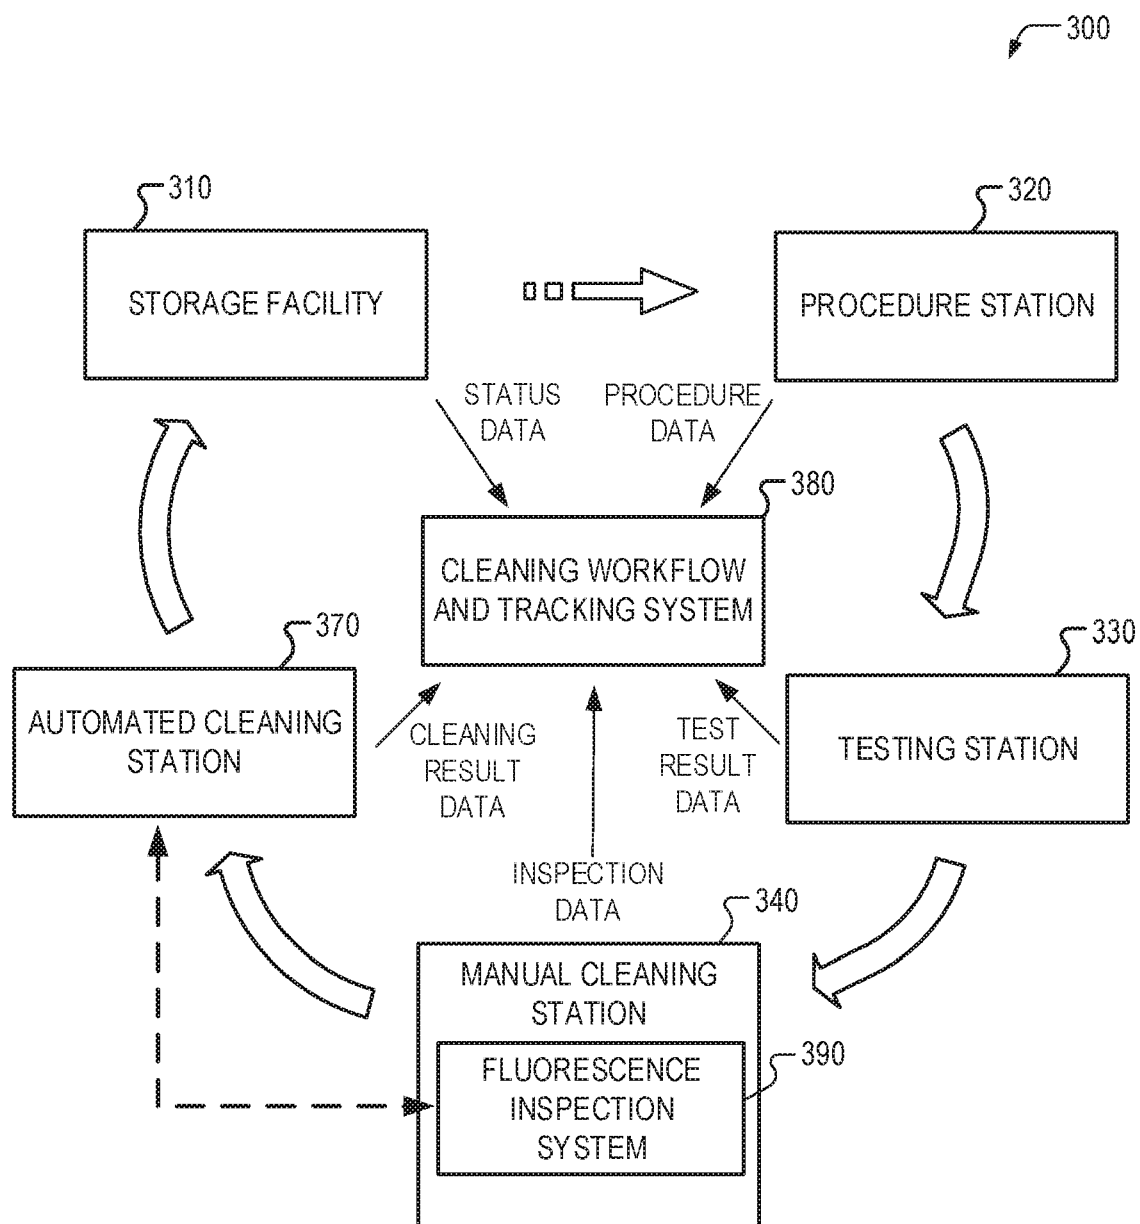 300
310
320
STORAGE FACILITY
PROCEDURE STATION
STATUS
DATA
PROCEDURE
DATA
380
CLEANING WORKFLOW
AND TRACKING SYSTEM
370
330
AUTOMATED CLEANING
STATION
TESTING STATION
CLEANING
RESULT
DATA
TEST
RESULT
DATA
INSPECTION
DATA
340
MANUAL CLEANING
STATION
390
FLUORESCENCE
INSPECTION
SYSTEM